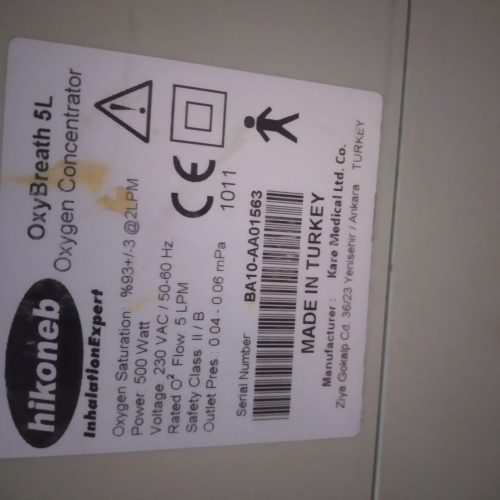 hikoneb
InhalationExpert
OxyBreath 5L
Oxygen Concentrator
Oxygen Saturation: %93+/-3 @2LPM
Power: 500 Watt
Voltage: 230 VAC / 50-60 Hz
Rated O² Flow: 5 LPM
Safety Class II / B
Outlet Pres : 0.04 - 0.06 mPa
CE
1011
Serial Number:
BA10-AA01563
MADE IN TURKEY
Manufacturer : Kare Medical Ltd. Co.
Ziya Gokalp Cd. 36/23 Yenisehir / Ankara TURKEY